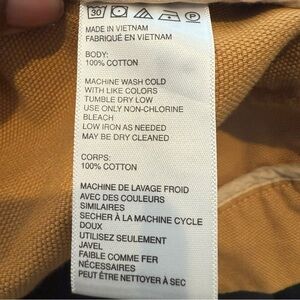 30
MADE IN VIETNAM
FABRIQUÉ EN VIETNAM
BODY:
100% COTTON
MACHINE WASH COLD
WITH LIKE COLORS
TUMBLE DRY LOW
USE ONLY NON-CHLORINE
BLEACH
LOW IRON AS NEEDED
MAY BE DRY CLEANED
CORPS:
100% COTTON
MACHINE DE LAVAGE FROID
AVEC DES COULEURS
SIMILAIRES
SECHER À LA MACHINE CYCLE
DOUX
UTILISEZ SEULEMENT
JAVEL
FAIBLE COMME FER
NÉCESSAIRES
PEUT ÊTRE NETTOYER À SEC